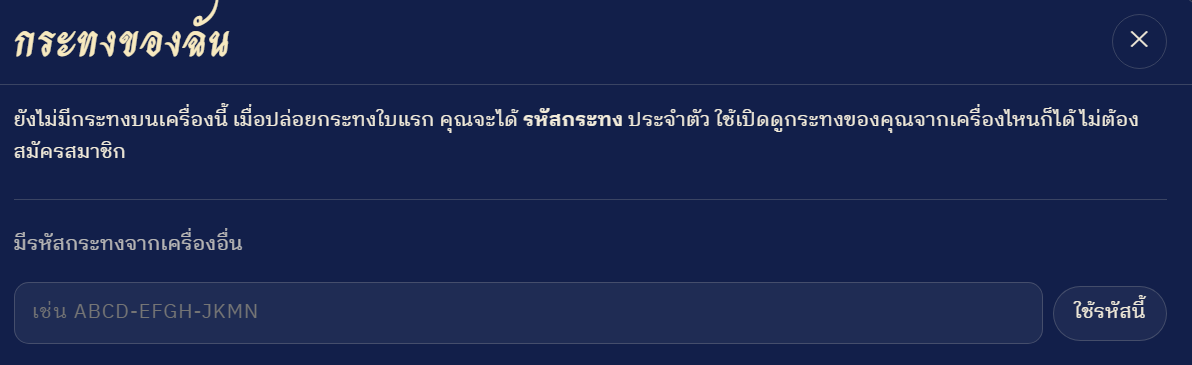 กระทงของฉัน
ยังไม่มีกระทงบนเครื่องนี้ เมื่อปล่อยกระทงใบแรก คุณจะได้ รหัสกระทง ประจำตัว ใช้เปิดดูกระทงของคุณจากเครื่องไหนก็ได้ ไม่ต้อง
สมัครสมาชิก
มีรหัสกระทงจากเครื่องอื่น
เช่น ABCD-EFGH-JKMN
ใช้รหัสนี้